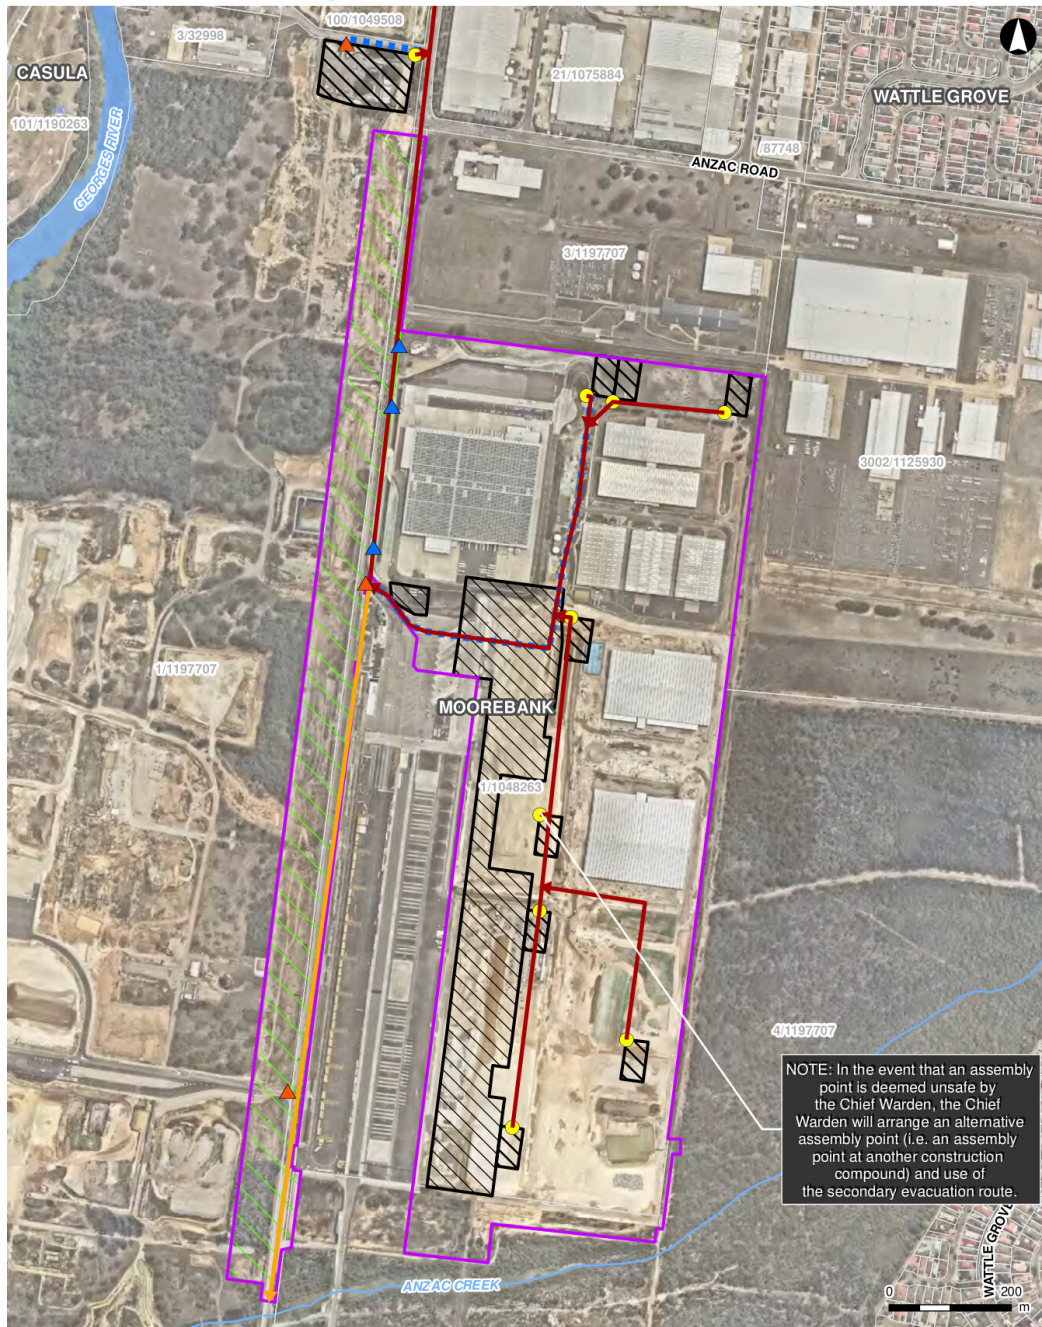 100/1049508
3/32998
CASULA
21/1075884
WATTLE GROVE
101/1190263
GEORGES RIVER
/87748
ANZAC ROAD
3/1197707
3002/1125930
1/1197707
MOOREBANK
1/1048263
4/1197707
NOTE: In the event that an assembly
point is deemed unsafe by
the Chief Warden, the Chief
Warden will arrange an alternative
assembly point (i.e. an assembly
point at another construction
compound) and use of
the secondary evacuation route.
WATTLE GROVE
ANZAC CREEK
0 200
m